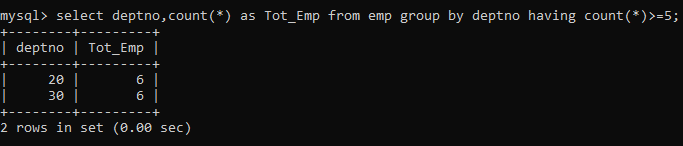 mysql> select deptno,count(*) as Tot_Emp from emp group by deptno having count(*)>=5;
+--------+---------+
| deptno | Tot_Emp |
+--------+---------+
|     20 |       6 |
|     30 |       6 |
+--------+---------+
2 rows in set (0.00 sec)